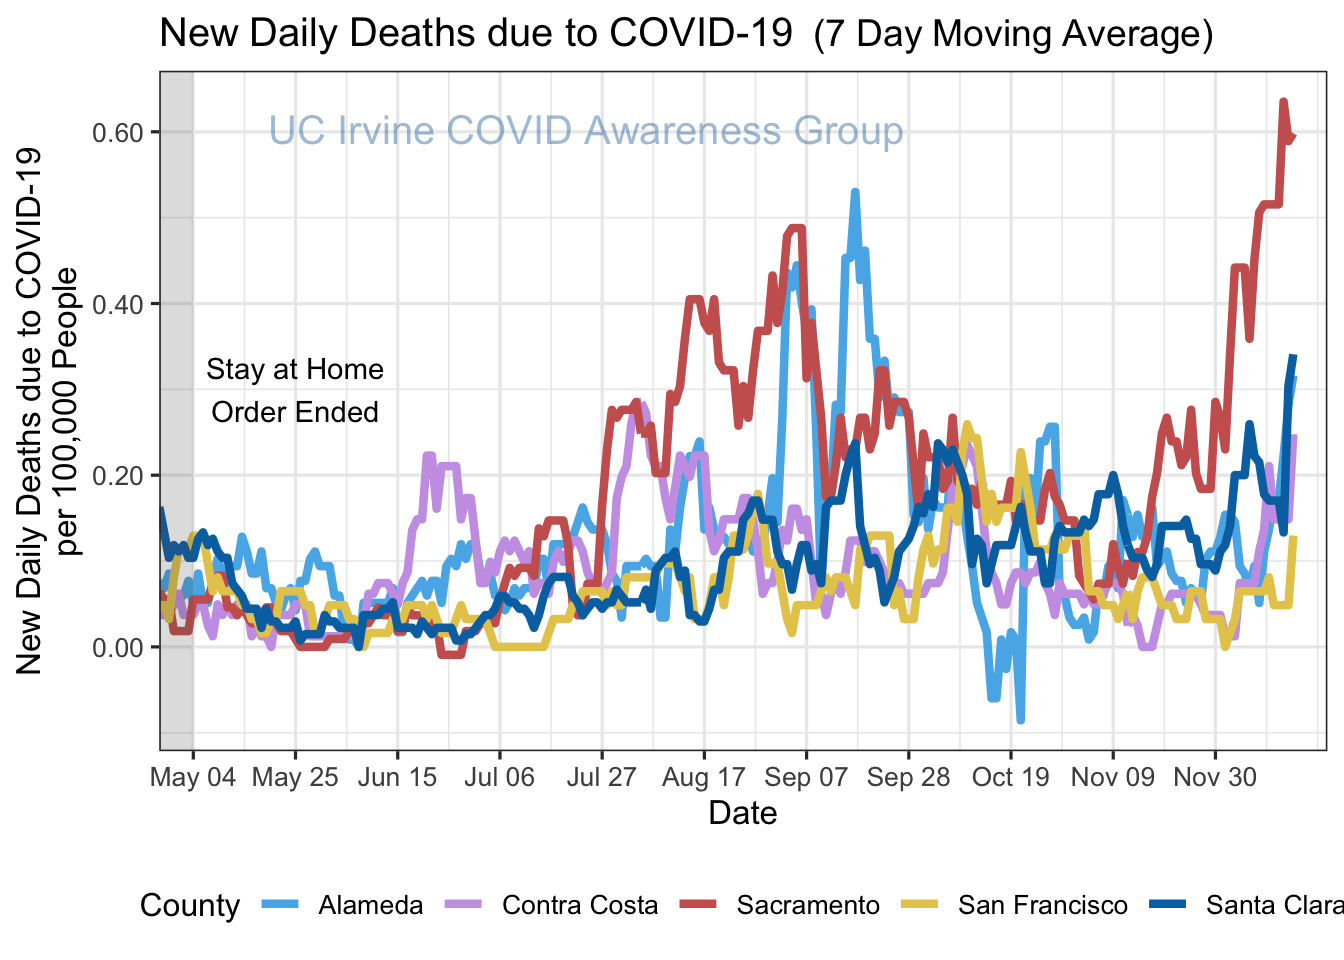 New Daily Deaths due to COVID-19 (7 Day Moving Average)
New Daily Deaths due to COVID-19
per 100,000 People
0.60
0.40
0.20
0.00
UC Irvine COVID Awareness Group
Stay at Home
Order Ended
May 04 May 25 Jun 15 Jul 06 Jul 27 Aug 17 Sep 07 Sep 28 Oct 19 Nov 09 Nov 30
Date
County Alameda Contra Costa Sacramento San Francisco Santa Clara